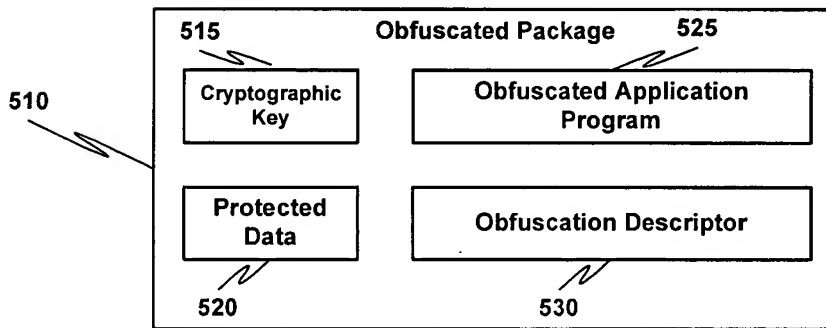 515
Obfuscated Package
525
510
Cryptographic
Key
Obfuscated Application
Program
Protected
Data
Obfuscation Descriptor
520
530